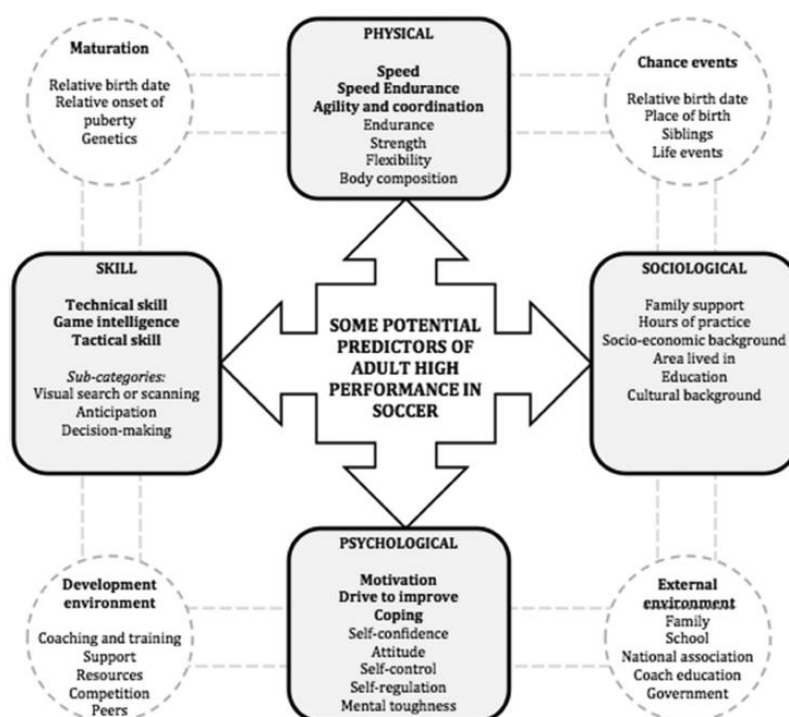 Maturation
Relative birth date
Relative onset of
puberty
Genetics
PHYSICAL
Speed
Speed Endurance
Agility and coordination
Endurance
Strength
Flexibility
Body composition
Chance events
Relative birth date
Place of birth
Siblings
Life events
SKILL
Technical skill
Game intelligence
Tactical skill
Sub-categories:
Visual search or scanning
Anticipation
Decision-making
SOME POTENTIAL
PREDICTORS OF
ADULT HIGH
PERFORMANCE IN
SOCCER
SOCIOLOGICAL
Family support
Hours of practice
Socio-economic background
Area lived in
Education
Cultural background
Development
environment
Coaching and training
Support
Resources
Competition
Peers
PSYCHOLOGICAL
Motivation
Drive to improve
Coping
Self-confidence
Attitude
Self-control
Self-regulation
Mental toughness
External
environment
Family
School
National association
Coach education
Government